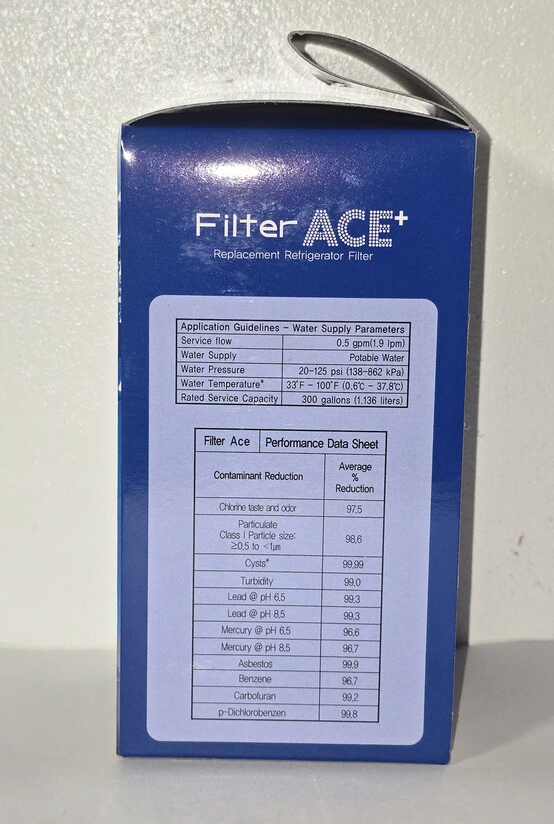 Filter ACE+
Replacement Refrigerator Filter
Application Guidelines - Water Supply Parameters
Service flow 0.5 gpm(1.9 lpm)
Water Supply Potable Water
Water Pressure 20-125 psi (138-862 kPa)
Water Temperature* 33°F - 100°F (0.6℃ - 37.8℃)
Rated Service Capacity 300 gallons (1.136 liters)
Filter Ace Performance Data Sheet
Contaminant Reduction Average
%
Reduction
Chlorine taste and odor 97.5
Particulate
Class I Particle size: 98.6
≥0.5 to <1㎛
Cysts* 99.99
Turbidity 99.0
Lead @ pH 6.5 99.3
Lead @ pH 8.5 99.3
Mercury @ pH 6.5 96.6
Mercury @ pH 8.5 96.7
Asbestos 99.9
Benzene 96.7
Carbofuran 99.2
p-Dichlorobenzen 99.8